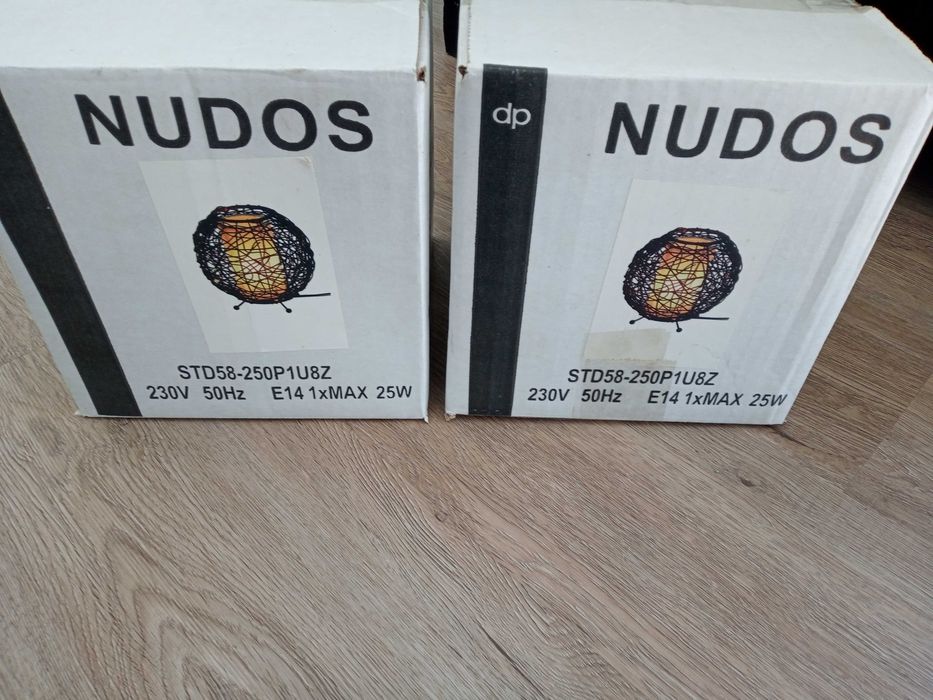 NUDOS
STD58-250P1U8Z
230V 50Hz E14 1xMAX 25W
dp
NUDOS
STD58-250P1U8Z
230V 50Hz E14 1xMAX 25W